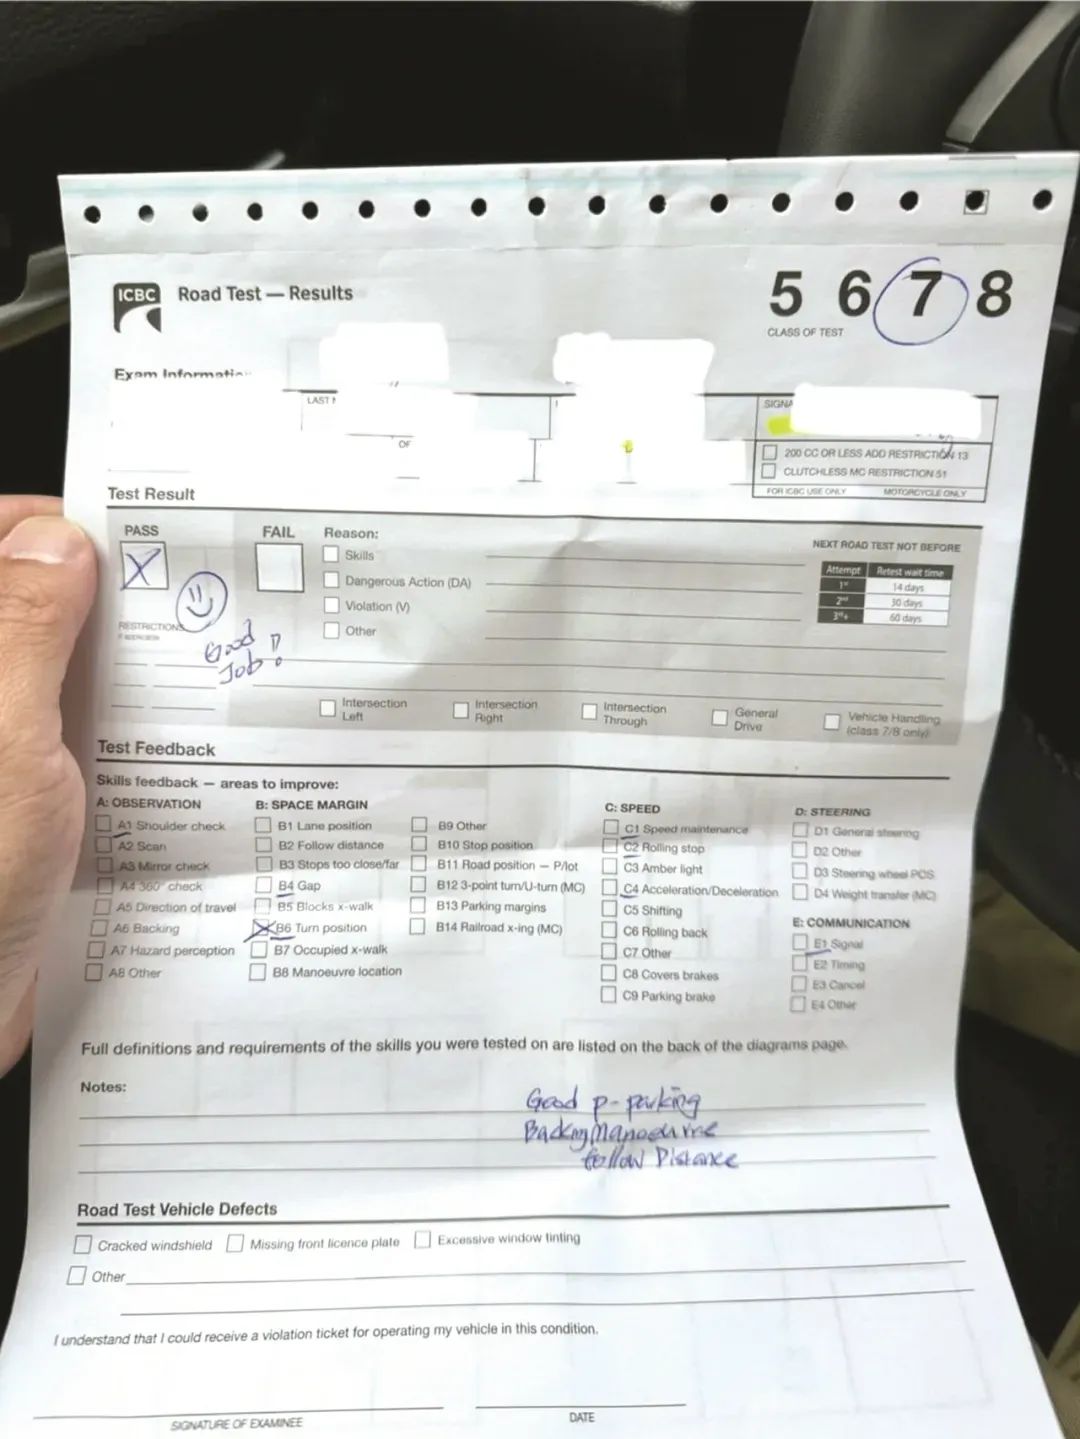 ICBC Road Test — Results
5 6 7 8
CLASS OF TEST
Exam Information
LAST
OF
SIGNA
200 CC OR LESS ADD RESTRICTION 13
CLUTCHLESS MC RESTRICTION 51
FOR ICBC USE ONLY MOTORCYCLE ONLY
Test Result
PASS FAIL Reason:
X
Skills
Dangerous Action (DA)
Violation (V)
Other
NEXT ROAD TEST NOT BEFORE
Attempt Retest wait time
1st 14 days
2nd 30 days
3rd+ 60 days
RESTRICTIONS
Good
Job!
Intersection Left
Intersection Right
Intersection Through
General Drive
Vehicle Handling (class 7/8 only)
Test Feedback
Skills feedback — areas to improve:
A: OBSERVATION
A1 Shoulder check
A2 Scan
A3 Mirror check
A4 360° check
A5 Direction of travel
A6 Backing
A7 Hazard perception
A8 Other
B: SPACE MARGIN
B1 Lane position
B2 Follow distance
B3 Stops too close/far
B4 Gap
B5 Blocks x-walk
B6 Turn position
B7 Occupied x-walk
B8 Manoeuvre location
B9 Other
B10 Stop position
B11 Road position — P/lot
B12 3-point turn/U-turn (MC)
B13 Parking margins
B14 Railroad x-ing (MC)
C: SPEED
C1 Speed maintenance
C2 Rolling stop
C3 Amber light
C4 Acceleration/Deceleration
C5 Shifting
C6 Rolling back
C7 Other
C8 Covers brakes
C9 Parking brake
D: STEERING
D1 General steering
D2 Other
D3 Steering wheel POS
D4 Weight transfer (MC)
E: COMMUNICATION
E1 Signal
E2 Timing
E3 Cancel
E4 Other
Full definitions and requirements of the skills you were tested on are listed on the back of the diagrams page.
Notes:
Good p-parking
follow Distance
Road Test Vehicle Defects
Cracked windshield Missing front licence plate Excessive window tinting
Other
I understand that I could receive a violation ticket for operating my vehicle in this condition.
SIGNATURE OF EXAMINEE DATE